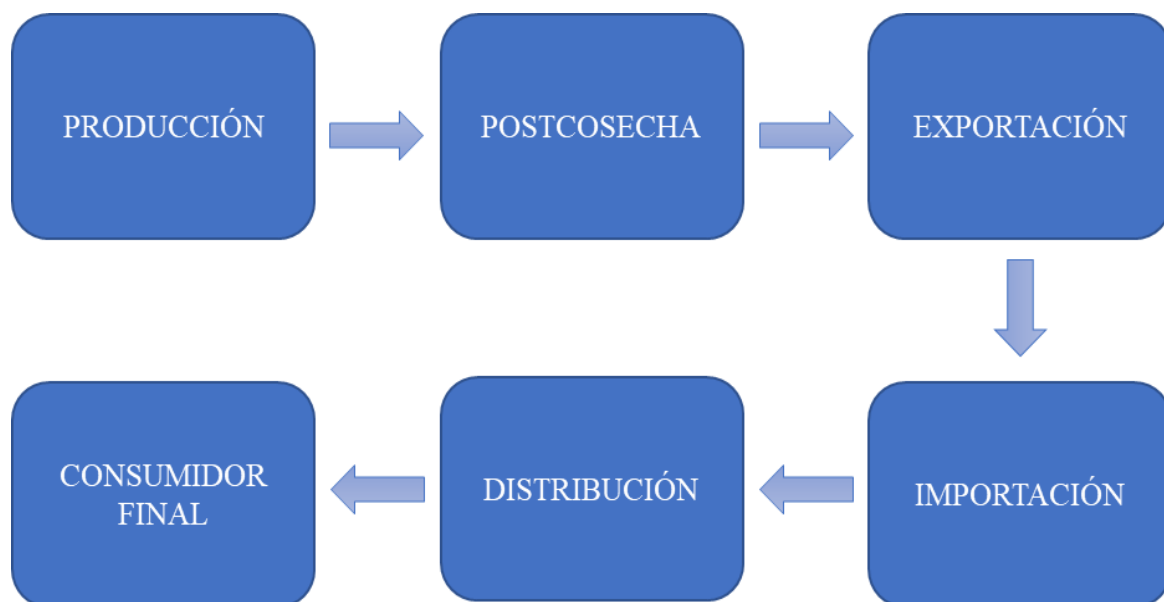 PRODUCCIÓN
POSTCOSECHA
EXPORTACIÓN
IMPORTACIÓN
DISTRIBUCIÓN
CONSUMIDOR
FINAL